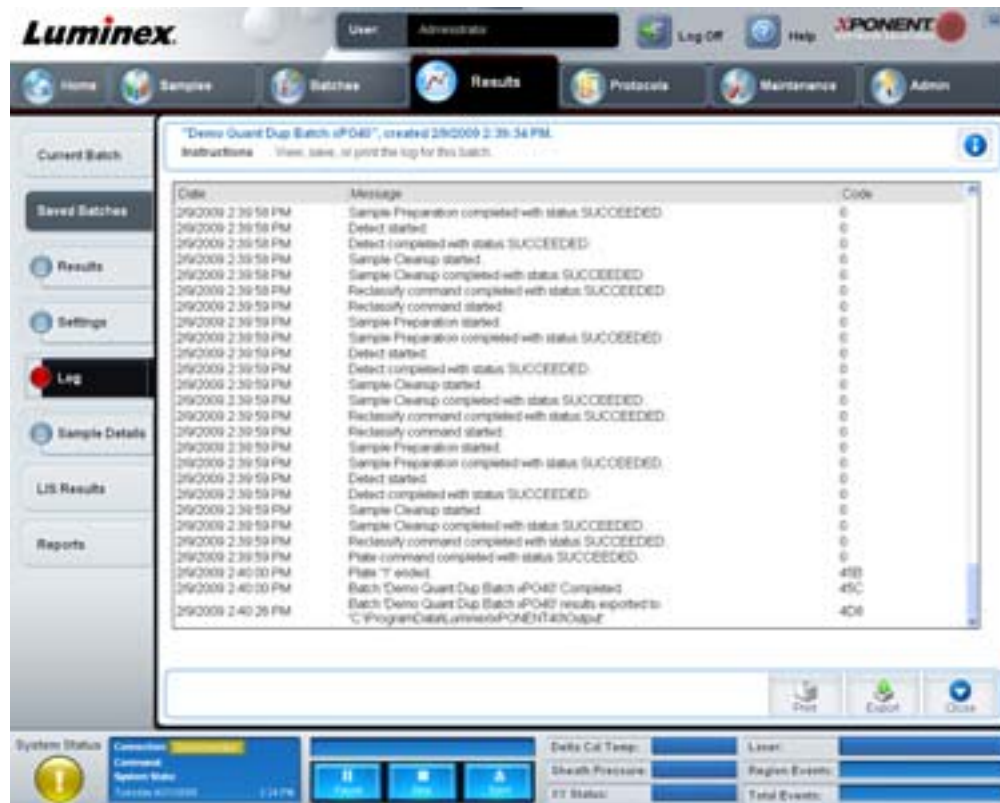 Luminex.
User: Administrator
Log Off
Help
XPONENT
Home
Samples
Batches
Results
Protocols
Maintenance
Admin
Current Batch
Saved Batches
Results
Settings
Log
Sample Details
LIS Results
Reports
"Demo Quant Dup Batch xPO40", created 2/9/2009 2:39:34 PM.
Instructions View, save, or print the log for this batch.
Date Message Code
2/9/2009 2:39:58 PM Sample Preparation completed with status SUCCEEDED. 0
2/9/2009 2:39:58 PM Detect started. 0
2/9/2009 2:39:58 PM Detect completed with status SUCCEEDED. 0
2/9/2009 2:39:58 PM Sample Cleanup started. 0
2/9/2009 2:39:58 PM Sample Cleanup completed with status SUCCEEDED. 0
2/9/2009 2:39:58 PM Reclassify command completed with status SUCCEEDED. 0
2/9/2009 2:39:59 PM Reclassify command started. 0
2/9/2009 2:39:59 PM Sample Preparation started. 0
2/9/2009 2:39:59 PM Sample Preparation completed with status SUCCEEDED. 0
2/9/2009 2:39:59 PM Detect started. 0
2/9/2009 2:39:59 PM Detect completed with status SUCCEEDED. 0
2/9/2009 2:39:59 PM Sample Cleanup started. 0
2/9/2009 2:39:59 PM Sample Cleanup completed with status SUCCEEDED. 0
2/9/2009 2:39:59 PM Reclassify command completed with status SUCCEEDED. 0
2/9/2009 2:39:59 PM Reclassify command started. 0
2/9/2009 2:39:59 PM Sample Preparation started. 0
2/9/2009 2:39:59 PM Sample Preparation completed with status SUCCEEDED. 0
2/9/2009 2:39:59 PM Detect started. 0
2/9/2009 2:39:59 PM Detect completed with status SUCCEEDED. 0
2/9/2009 2:39:59 PM Sample Cleanup started. 0
2/9/2009 2:39:59 PM Sample Cleanup completed with status SUCCEEDED. 0
2/9/2009 2:39:59 PM Reclassify command completed with status SUCCEEDED. 0
2/9/2009 2:39:59 PM Plate command completed with status SUCCEEDED. 0
2/9/2009 2:40:00 PM Plate '1' ended. 45B
2/9/2009 2:40:00 PM Batch 'Demo Quant Dup Batch xPO40' Completed. 45C
2/9/2009 2:40:26 PM Batch 'Demo Quant Dup Batch xPO40' results exported to 4D8
'C:\ProgramData\Luminex\xPONENT40\Output'
Print
Export
Close
System Status
Connection:
Command:
System State:
Tuesday
Pause
Stop
Eject
Delta Cal Temp:
Sheath Pressure:
XY Status:
Laser:
Region Events:
Total Events: